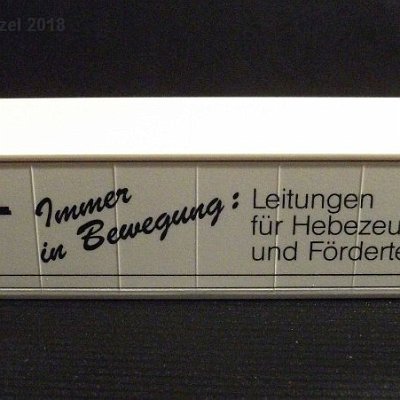 zel 2018
Immer
in Bewegung:
Leitungen
für Hebezeu
und Förderte